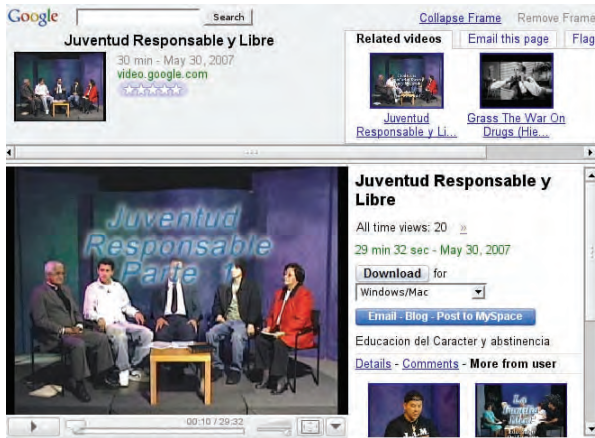 Google
Search
Collapse Frame Remove Frame
Juventud Responsable y Libre
30 min - May 30, 2007
video.google.com
Related videos
Email this page
Flag
Juventud
Responsable y Li...
Grass The War On
Drugs (Hie...
Juventud
Responsable
Parte 1
Juventud Responsable y
Libre
All time views: 20 »
29 min 32 sec - May 30, 2007
Download for
Windows/Mac
Email - Blog - Post to MySpace
Educacion del Caracter y abstinencia
Details - Comments - More from user
00:10 / 29:32